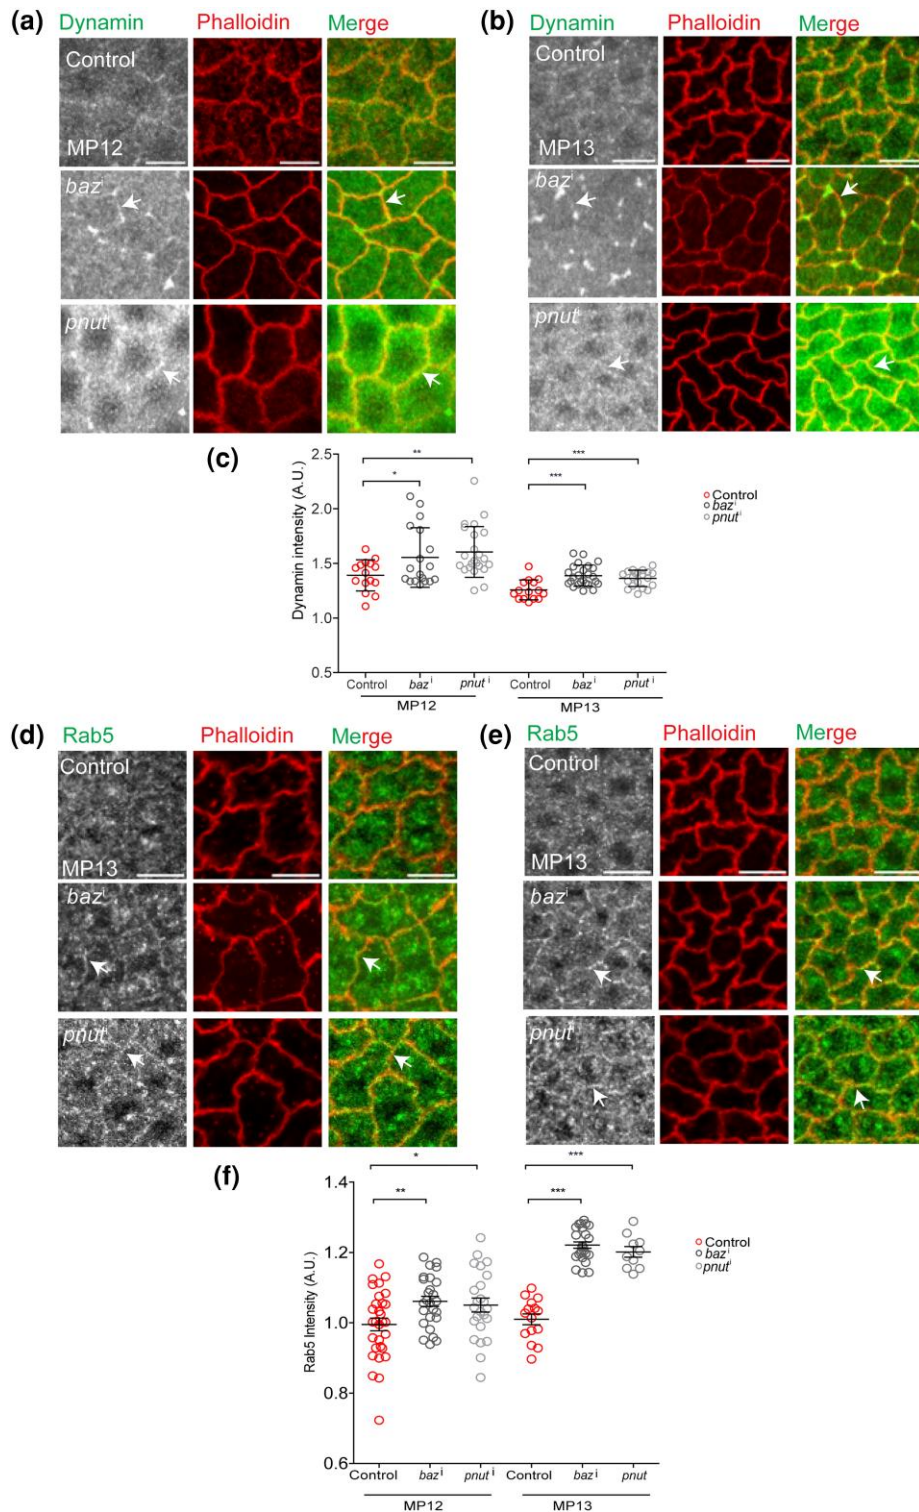 (a) Dynamin Phalloidin Merge
Control
MP12
bazⁱ
pnutⁱ
(b) Dynamin Phalloidin Merge
Control
MP13
bazⁱ
pnutⁱ
(c)
Dynamin intensity (A.U.)
2.5
2.0
1.5
1.0
0.5
** *
*** ***
Control
bazⁱ
pnutⁱ
Control bazⁱ pnutⁱ Control bazⁱ pnutⁱ
MP12 MP13
(d) Rab5 Phalloidin Merge
Control
MP13
bazⁱ
pnutⁱ
(e) Rab5 Phalloidin Merge
Control
MP13
bazⁱ
pnutⁱ
(f)
Rab5 Intensity (A.U.)
1.4
1.2
1.0
0.8
0.6
* **
*** ***
Control
bazⁱ
pnutⁱ
Control bazⁱ pnutⁱ Control bazⁱ pnut
MP12 MP13